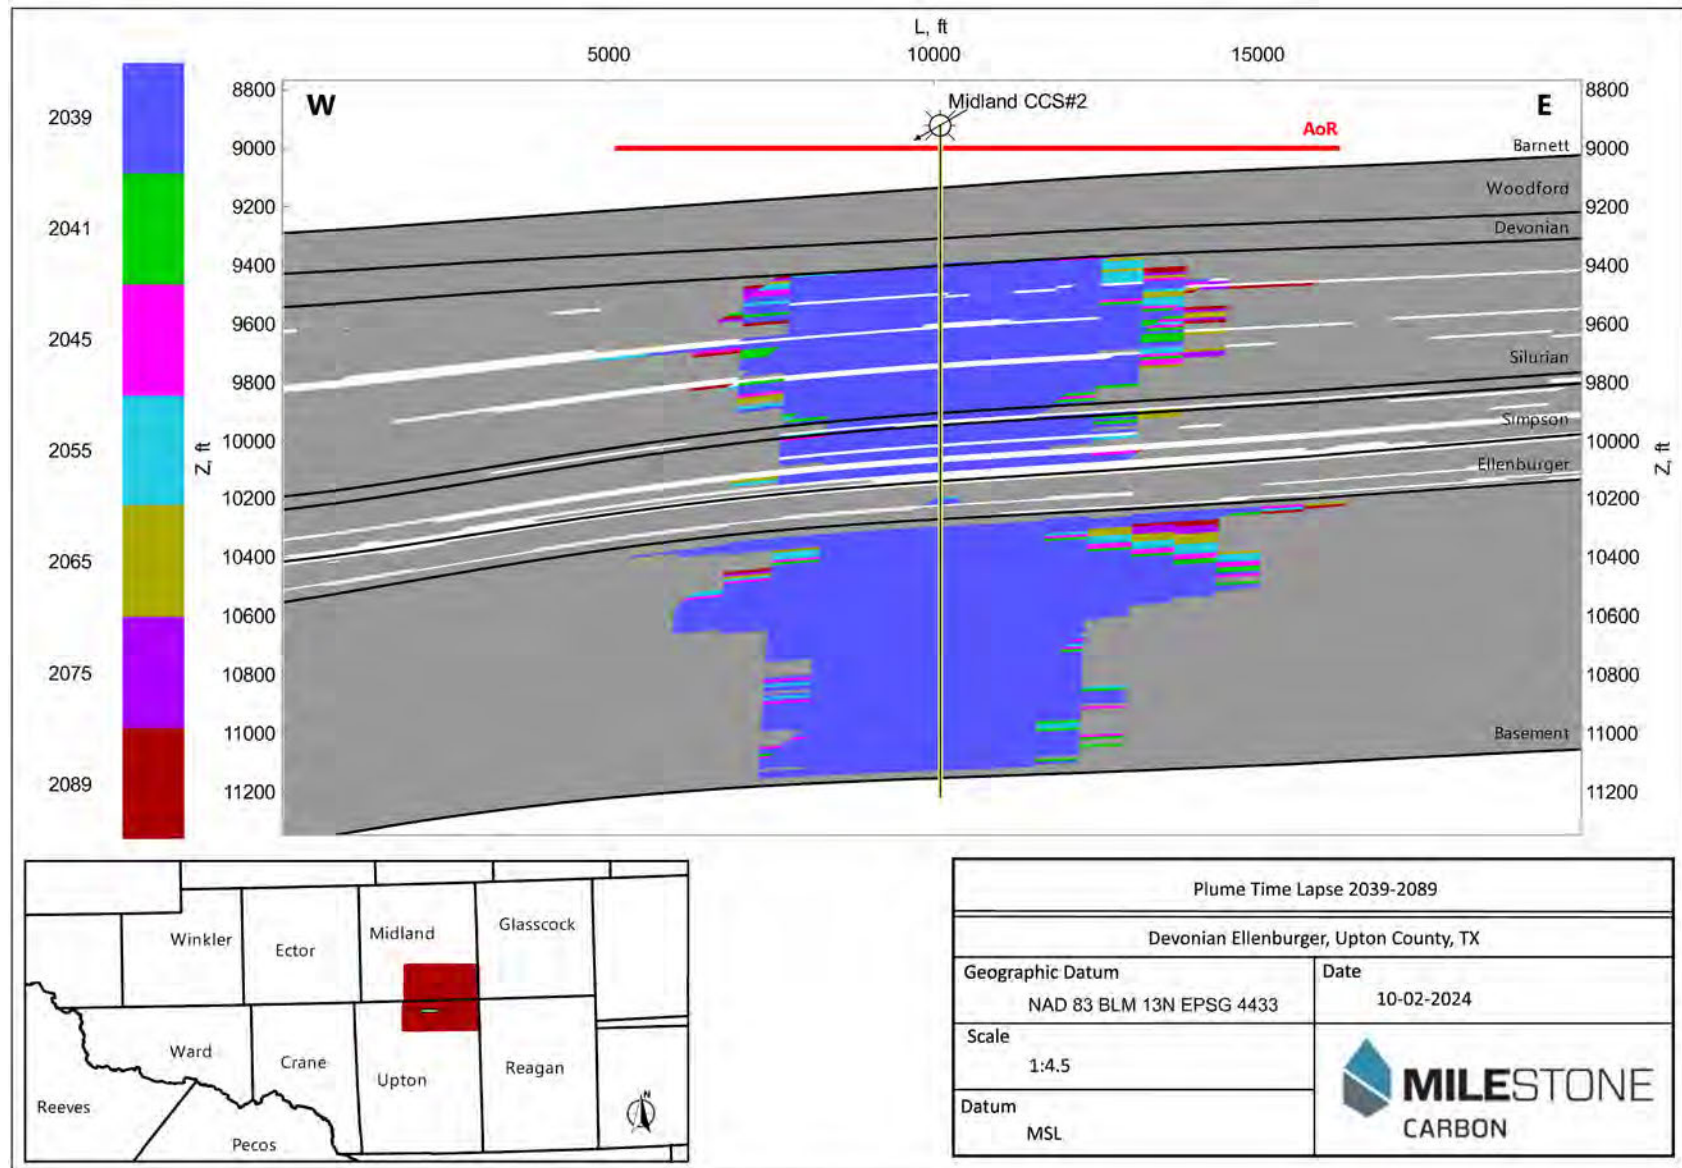 L, ft
5000 10000 15000
2039
2041
2045
2055
2065
2075
2089
Z, ft
8800
9000
9200
9400
9600
9800
10000
10200
10400
10600
10800
11000
11200
W
Midland CCS#2
E
AoR
Barnett
Woodford
Devonian
Silurian
Simpson
Ellenburger
Basement
8800
9000
9200
9400
9600
9800
10000
10200
10400
10600
10800
11000
11200
Z, ft
Winkler
Ector
Midland
Glasscock
Ward
Crane
Upton
Reagan
Reeves
Pecos
N
Plume Time Lapse 2039-2089
Devonian Ellenburger, Upton County, TX
Geographic Datum
NAD 83 BLM 13N EPSG 4433
Date
10-02-2024
Scale
1:4.5
Datum
MSL
MILESTONE
CARBON